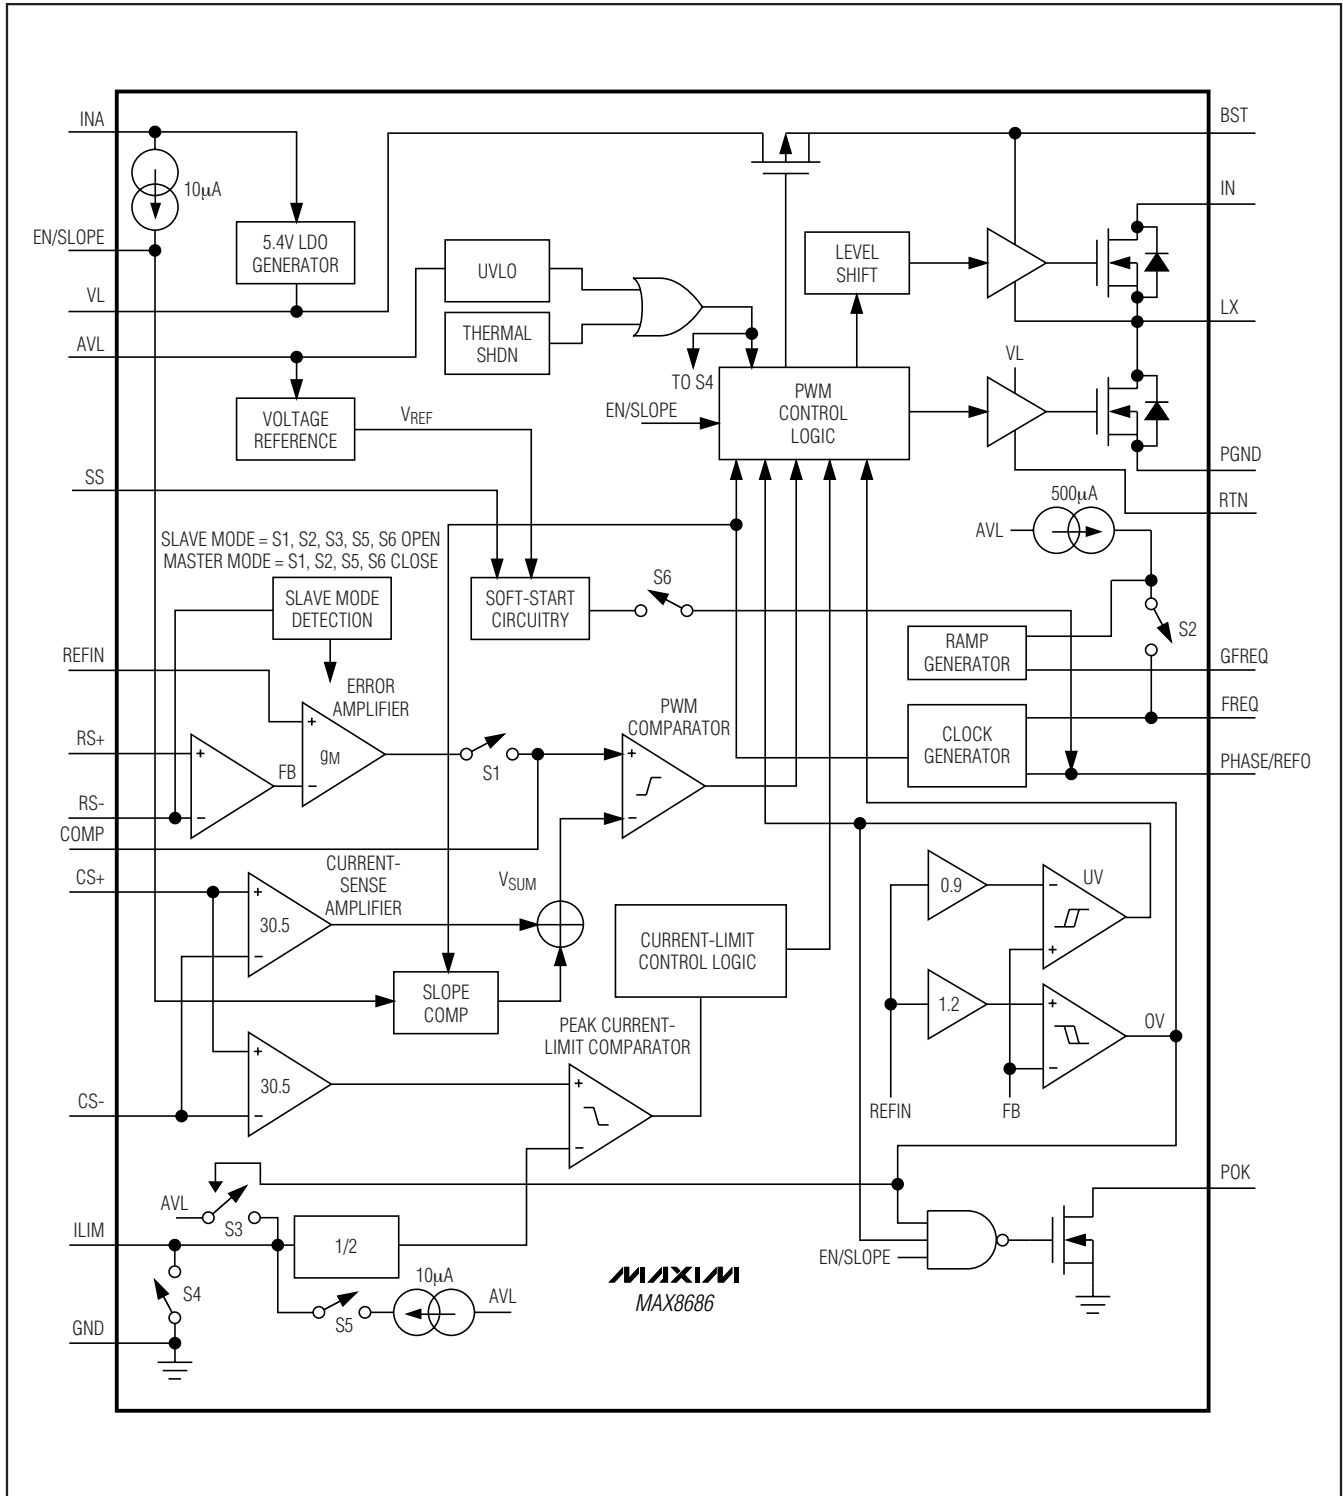 INA
BST
10µA
IN
EN/SLOPE
5.4V LDO
GENERATOR
UVLO
LEVEL
SHIFT
VL
LX
AVL
THERMAL
SHDN
TO S4
VL
PWM
CONTROL
LOGIC
EN/SLOPE
VOLTAGE
REFERENCE
VREF
PGND
SS
500µA
RTN
AVL
SLAVE MODE = S1, S2, S3, S5, S6 OPEN
MASTER MODE = S1, S2, S5, S6 CLOSE
SLAVE MODE
DETECTION
SOFT-START
CIRCUITRY
S6
S2
RAMP
GENERATOR
REFIN
GFREQ
ERROR
AMPLIFIER
+
gM
−
PWM
COMPARATOR
FREQ
CLOCK
GENERATOR
RS+
+
FB
S1
+
PHASE/REFO
RS-
−
−
COMP
CURRENT-
SENSE
AMPLIFIER
CS+
+
30.5
−
VSUM
0.9
−
UV
+
CURRENT-LIMIT
CONTROL LOGIC
SLOPE
COMP
1.2
+
OV
−
PEAK CURRENT-
LIMIT COMPARATOR
+
30.5
−
+
−
CS-
REFIN
FB
POK
AVL
S3
ILIM
1/2
EN/SLOPE
S4
10µA
AVL
S5
MAXIM
MAX8686
GND